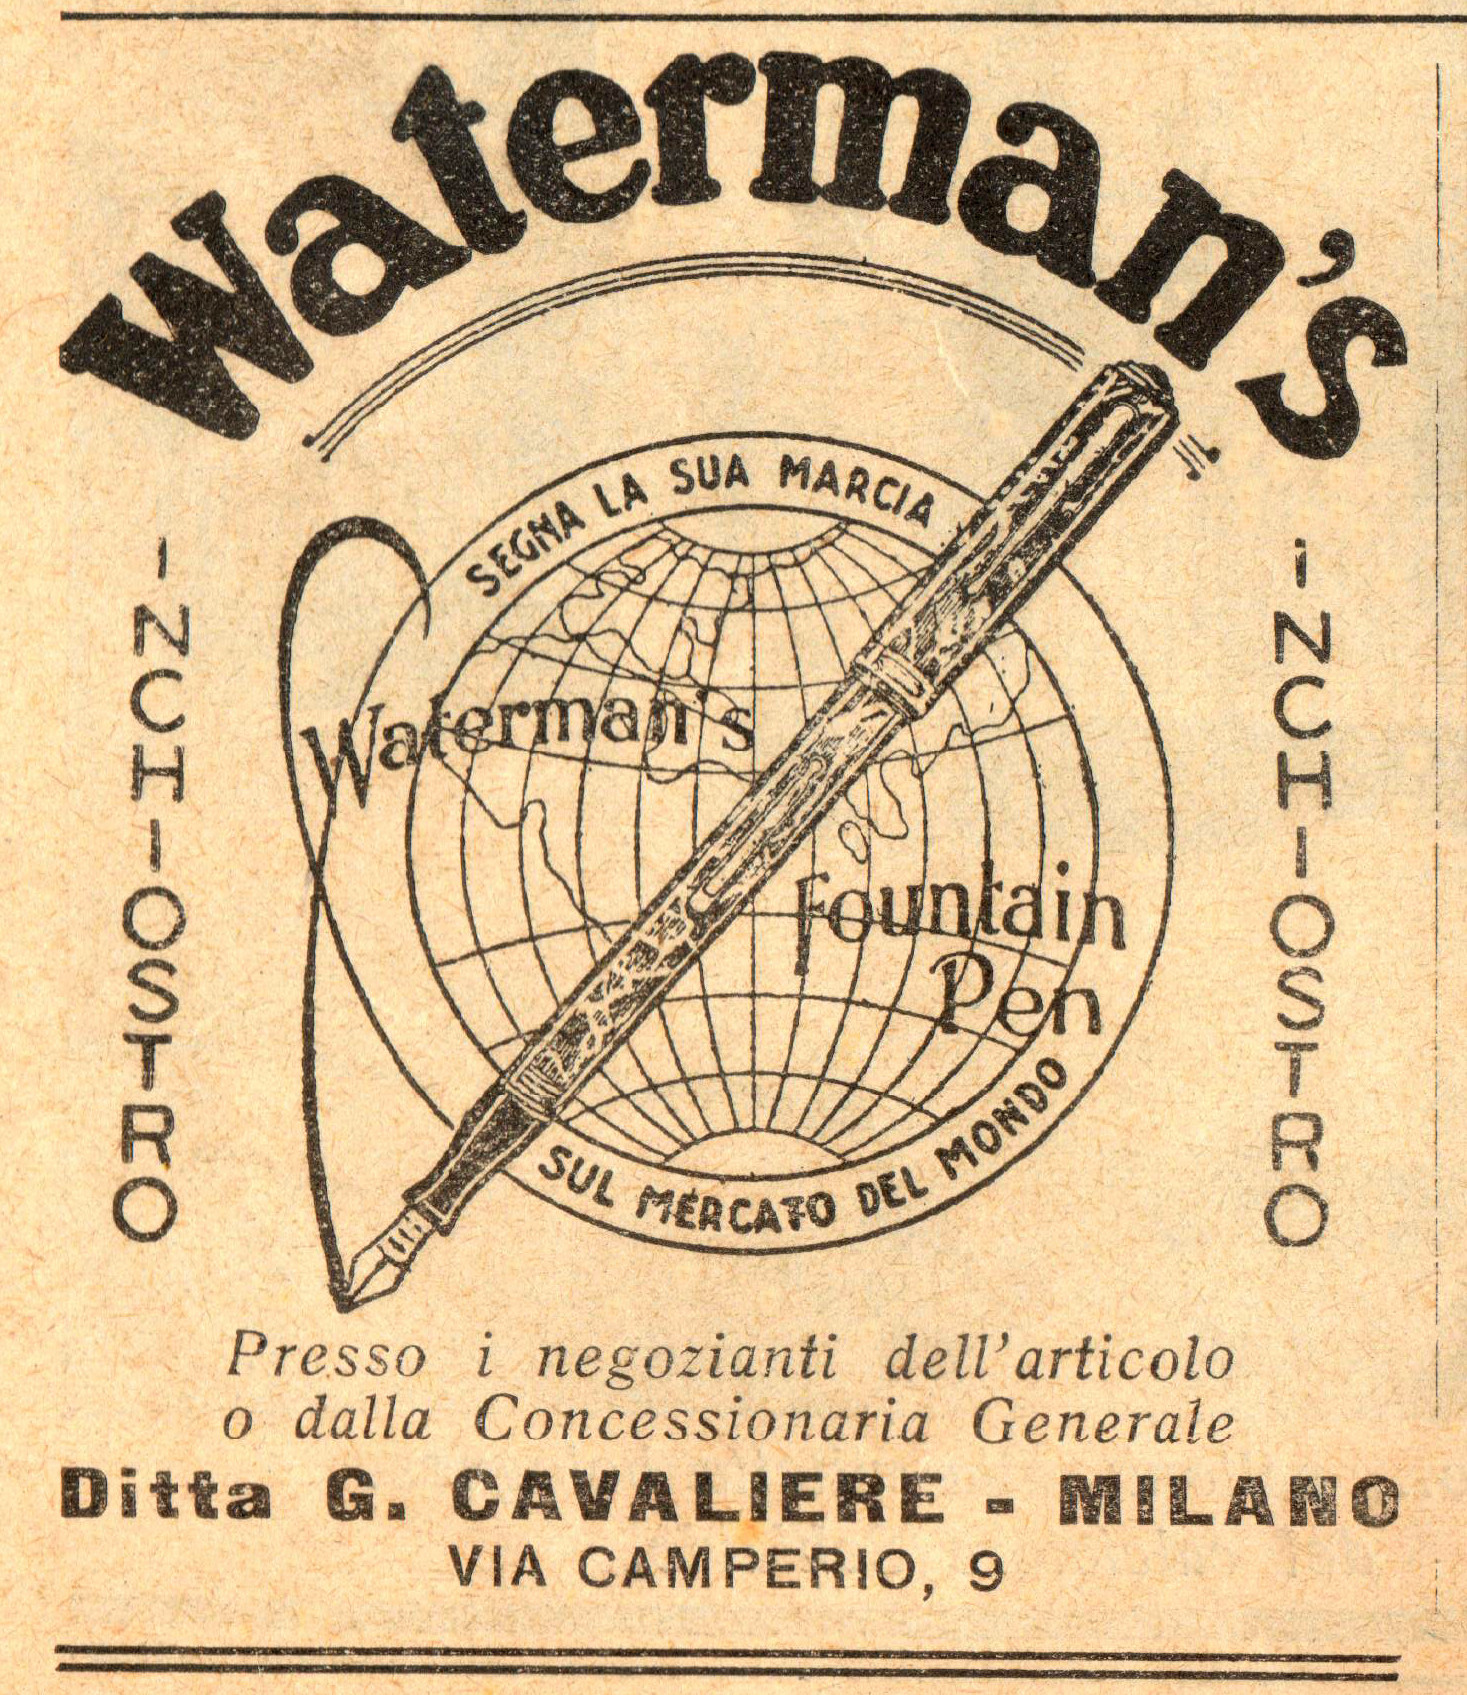 Waterman's
SEGNA LA SUA MARCIA
INCHIOSTRO
Waterman's
Fountain
Pen
INCHIOSTRO
SUL MERCATO DEL MONDO
Presso i negozianti dell'articolo
o dalla Concessionaria Generale
Ditta G. CAVALIERE - MILANO
VIA CAMPERIO, 9